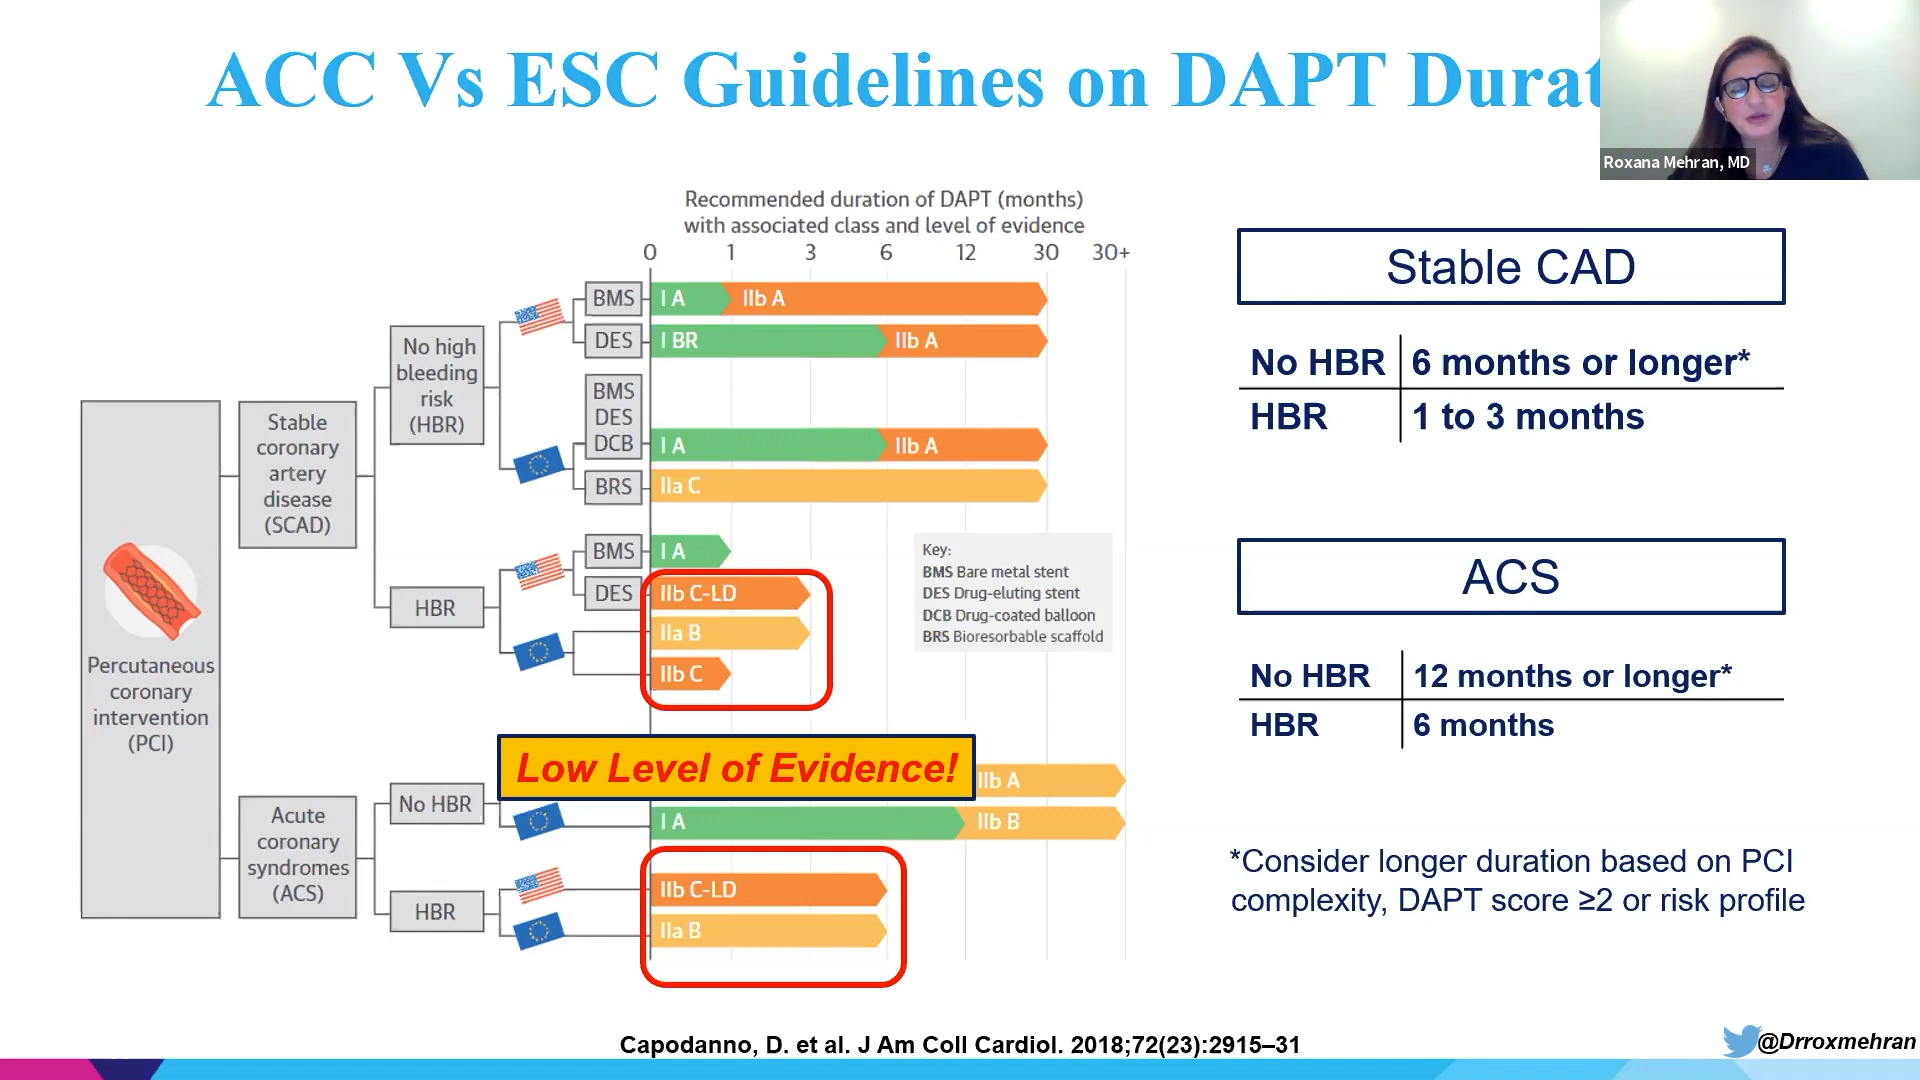 ACC Vs ESC Guidelines on DAPT Durat
Roxana Mehran, MD
Recommended duration of DAPT (months)
with associated class and level of evidence
0 1 3 6 12 30 30+
BMS
I A
IIb A
DES
I BR
IIb A
No high
bleeding
risk
(HBR)
BMS
DES
DCB
I A
IIb A
BRS
IIa C
Stable
coronary
artery
disease
(SCAD)
BMS
I A
DES
IIb C-LD
HBR
IIa B
IIb C
Key:
BMS Bare metal stent
DES Drug-eluting stent
DCB Drug-coated balloon
BRS Bioresorbable scaffold
Percutaneous
coronary
intervention
(PCI)
Low Level of Evidence!
IIb A
No HBR
I A
IIb B
Acute
coronary
syndromes
(ACS)
HBR
IIb C-LD
IIa B
Stable CAD
No HBR 6 months or longer*
HBR 1 to 3 months
ACS
No HBR 12 months or longer*
HBR 6 months
*Consider longer duration based on PCI
complexity, DAPT score ≥2 or risk profile
Capodanno, D. et al. J Am Coll Cardiol. 2018;72(23):2915–31
@Drroxmehran